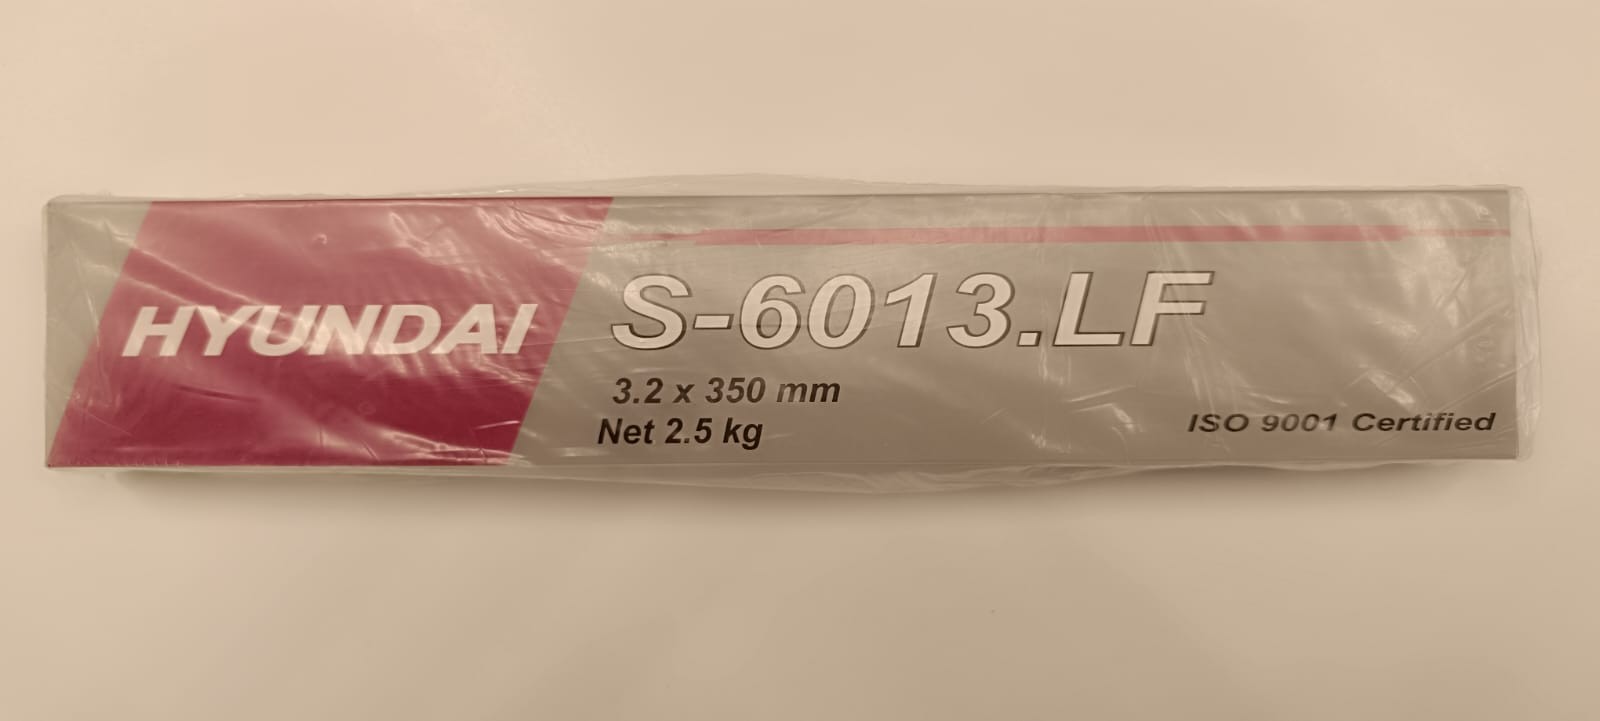 HYUNDAI
S-6013.LF
3.2 x 350 mm
Net 2.5 kg
ISO 9001 Certified